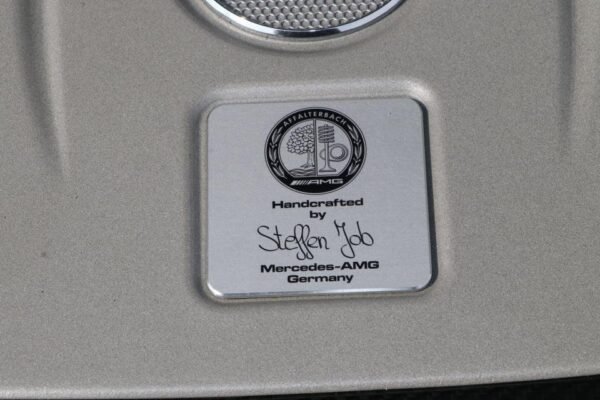 AFFALTERBACH
AMG
Handcrafted
by
Steffen Job
Mercedes-AMG
Germany